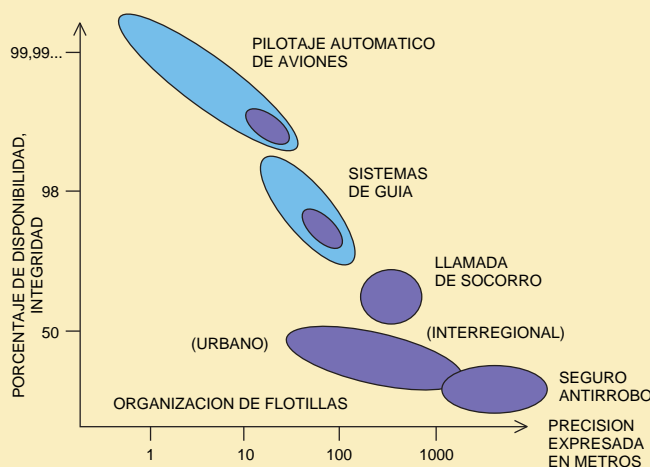 99,99...
98
50
PORCENTAJE DE DISPONIBILIDAD,
INTEGRIDAD
PILOTAJE AUTOMATICO
DE AVIONES
SISTEMAS
DE GUIA
LLAMADA
DE SOCORRO
(URBANO)
(INTERREGIONAL)
ORGANIZACION DE FLOTILLAS
SEGURO
ANTIRROBO
1
10
100
1000
PRECISION
EXPRESADA
EN METROS